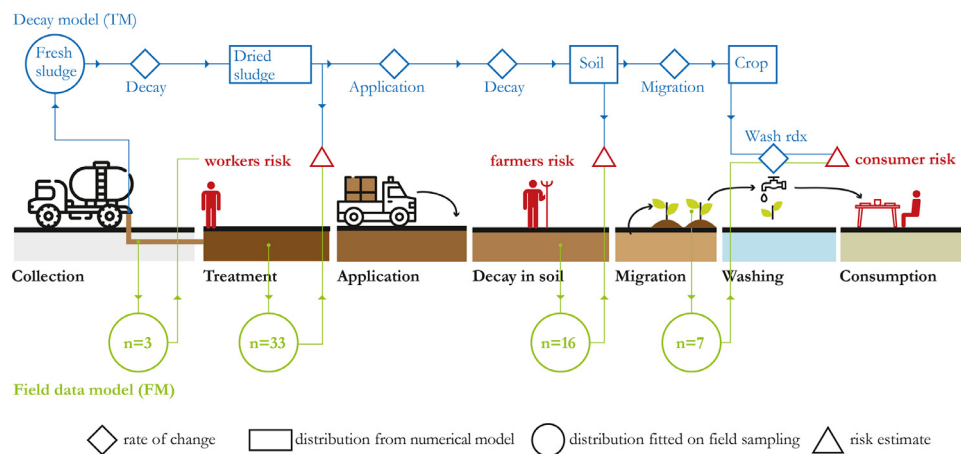 Decay model (TM)
Fresh
sludge
Decay
Dried
sludge
Application
Decay
Soil
Migration
Crop
Wash rdx
workers risk
farmers risk
consumer risk
Collection
Treatment
Application
Decay in soil
Migration
Washing
Consumption
n=3
n=33
n=16
n=7
Field data model (FM)
rate of change
distribution from numerical model
distribution fitted on field sampling
risk estimate